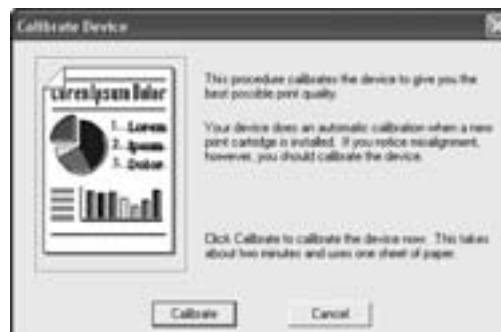 Calibrate Device
Lorem Ipsum Dolor
1. Lorem
2. Ipsum
3. Dolor
This procedure calibrates the device to give you the
best possible print quality.
Your device does an automatic calibration when a new
print cartridge is installed. If you notice misalignment,
however, you should calibrate the device.
Click Calibrate to calibrate the device now. This takes
about two minutes and uses one sheet of paper.
Calibrate
Cancel